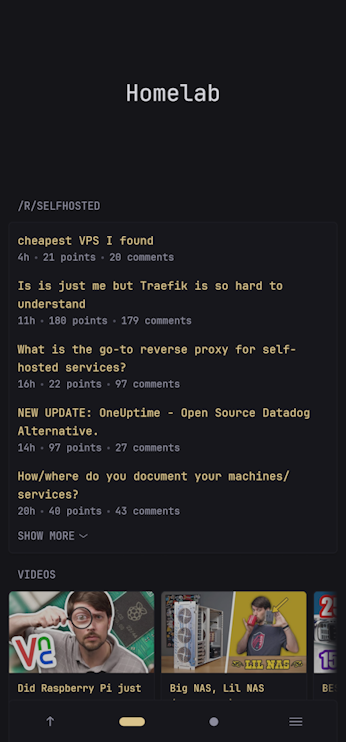 Homelab
/R/SELFHOSTED
cheapest VPS I found
4h • 21 points • 20 comments
Is is just me but Traefik is so hard to
understand
11h • 180 points • 179 comments
What is the go-to reverse proxy for self-
hosted services?
16h • 22 points • 97 comments
NEW UPDATE: OneUptime - Open Source Datadog
Alternative.
14h • 97 points • 27 comments
How/where do you document your machines/
services?
20h • 40 points • 43 comments
SHOW MORE
VIDEOS
VNC
LIL NAS
Did Raspberry Pi just
Big NAS, Lil NAS